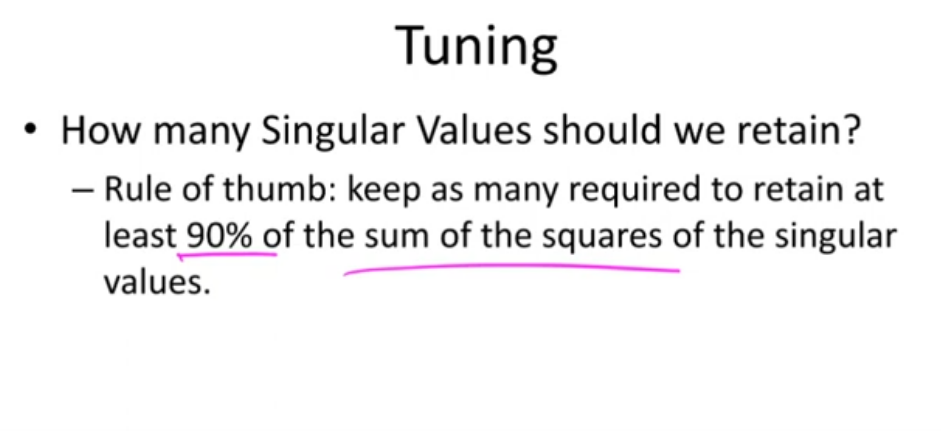 Tuning
• How many Singular Values should we retain?
– Rule of thumb: keep as many required to retain at
least 90% of the sum of the squares of the singular
values.